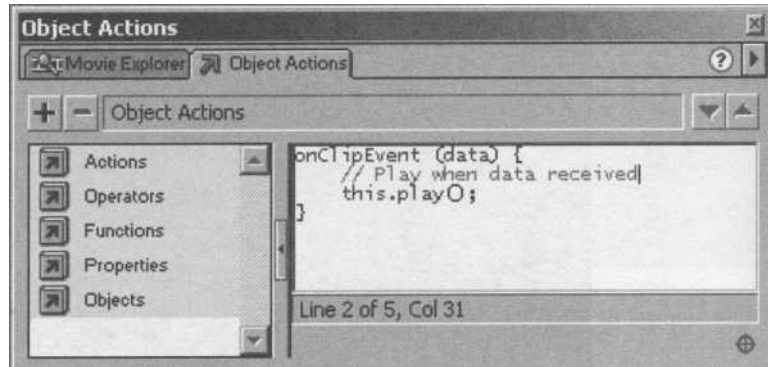 Object Actions
Movie Explorer Object Actions
Object Actions
Actions
Operators
Functions
Properties
Objects
onClipEvent (data) {
// Play when data received
this.play();
}
Line 2 of 5, Col 31